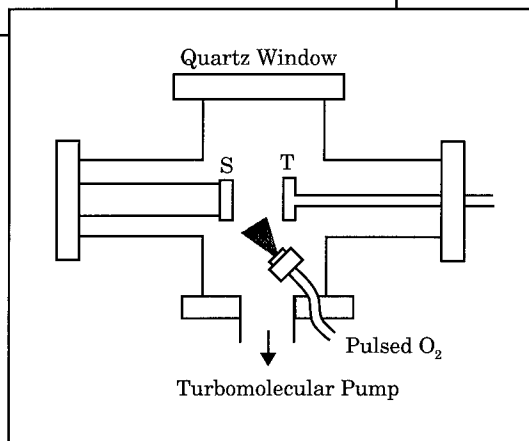 Quartz Window
S
T
Pulsed O₂
Turbomolecular Pump